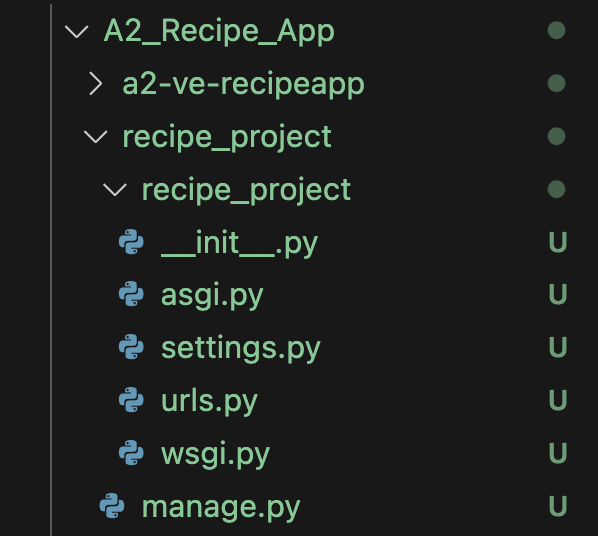 A2_Recipe_App
a2-ve-recipeapp
recipe_project
recipe_project
__init__.py U
asgi.py U
settings.py U
urls.py U
wsgi.py U
manage.py U